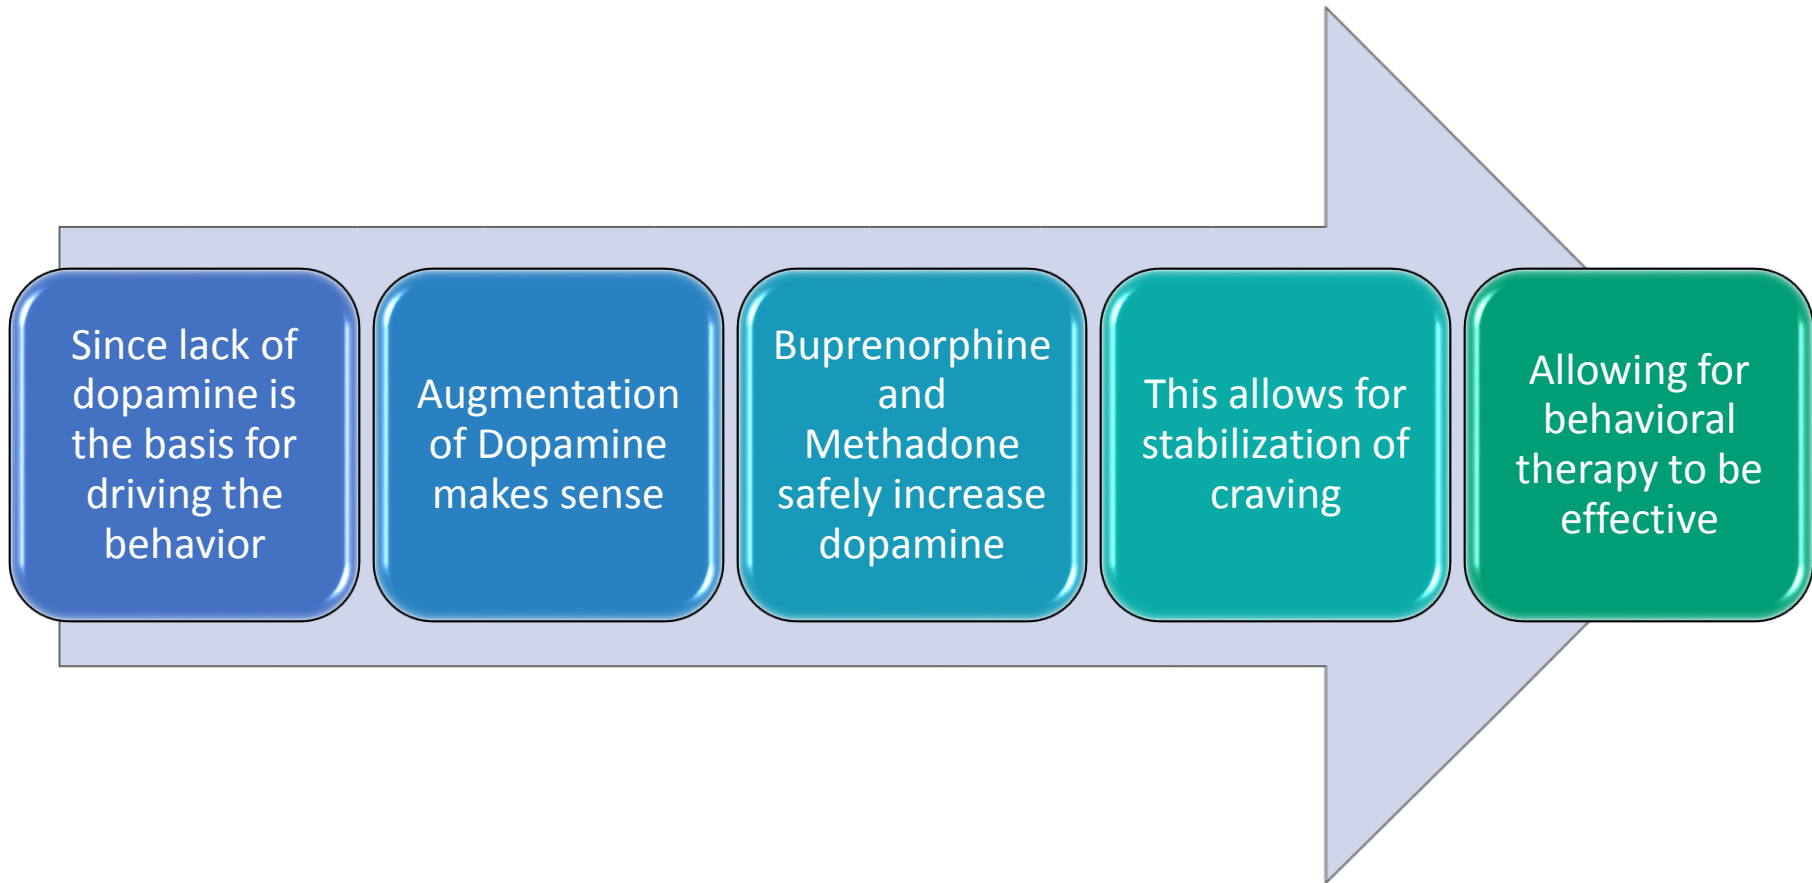 Since lack of
dopamine is
the basis for
driving the
behavior
Augmentation
of Dopamine
makes sense
Buprenorphine
and
Methadone
safely increase
dopamine
This allows for
stabilization of
craving
Allowing for
behavioral
therapy to be
effective